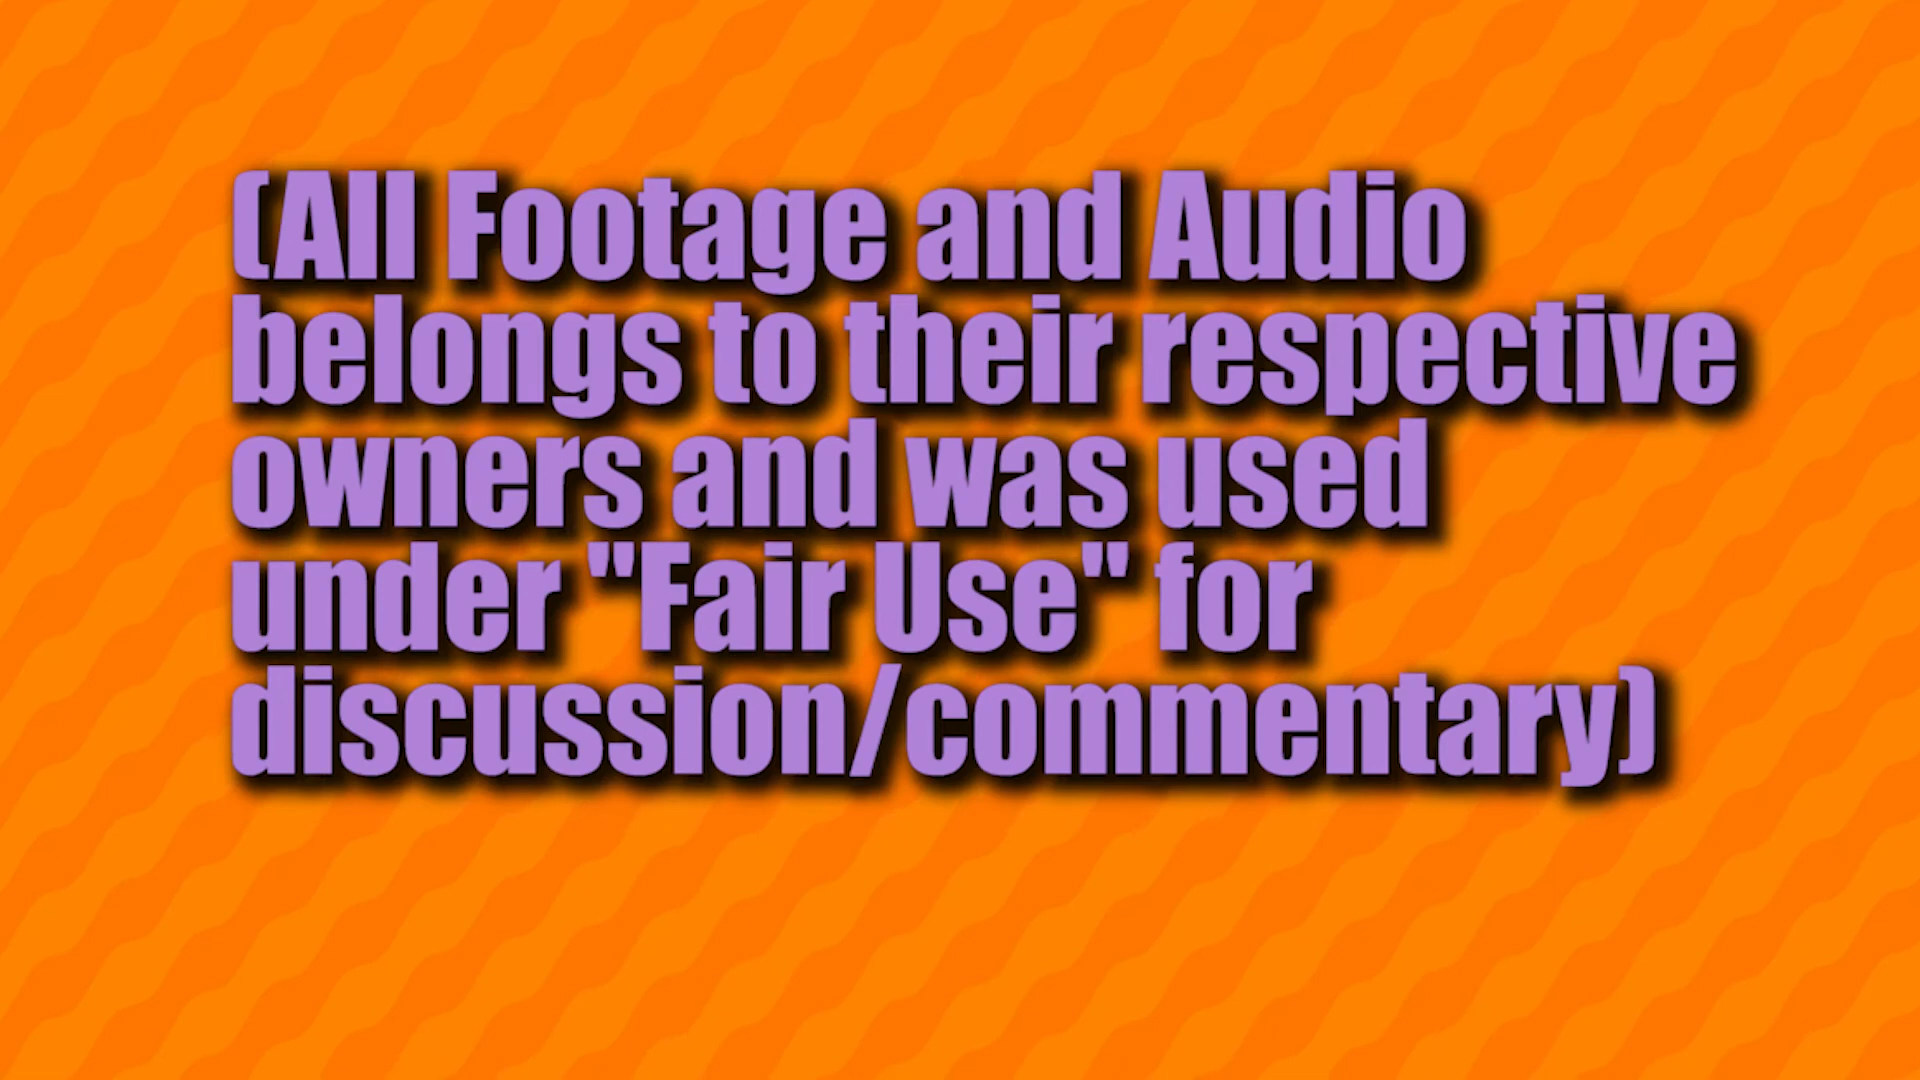 (All Footage and Audio
belongs to their respective
owners and was used
under "Fair Use" for
discussion/commentary)